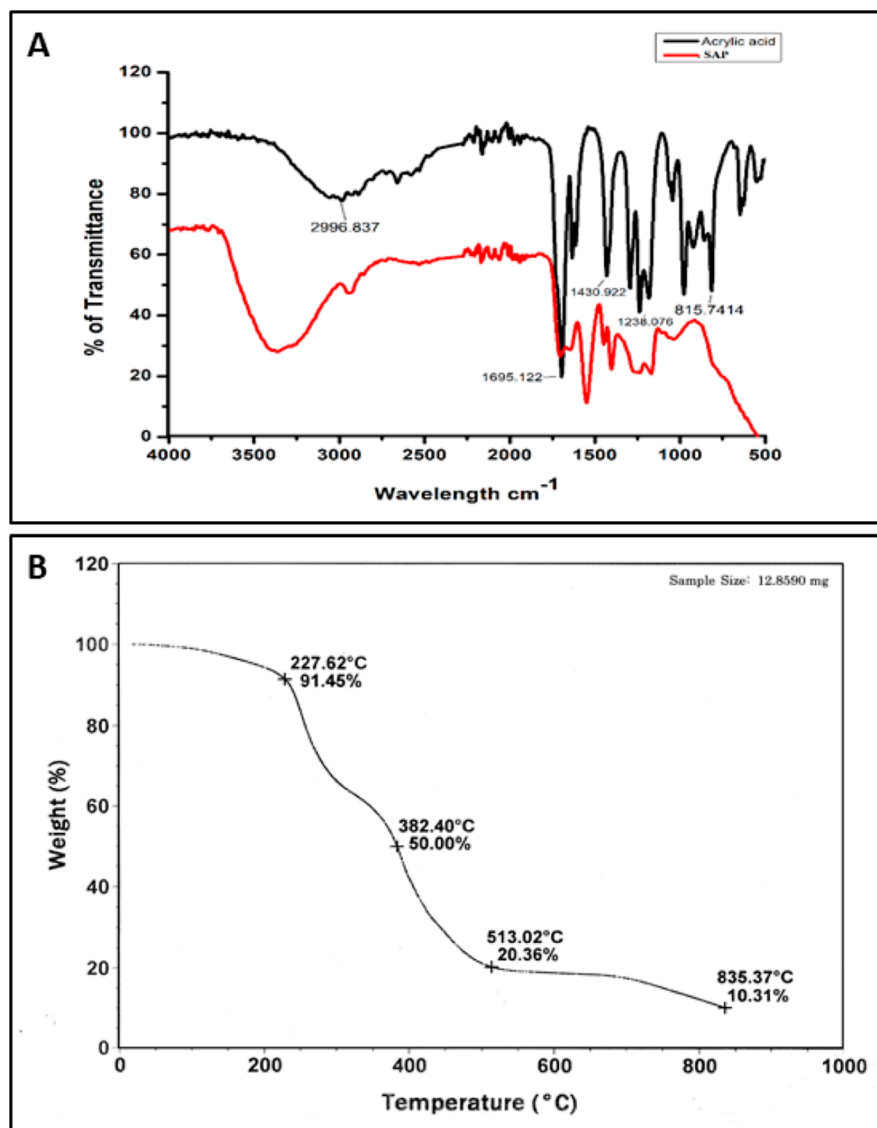 A
Acrylic acid
SAP
120
100
80
60
40
20
0
% of Transmittance
2996.837
1695.122
1430.922
1238.076
815.7414
4000 3500 3000 2500 2000 1500 1000 500
Wavelength cm⁻¹
B
Sample Size: 12.8590 mg
120
100
80
60
40
20
0
Weight (%)
227.62°C
91.45%
382.40°C
50.00%
513.02°C
20.36%
835.37°C
10.31%
0 200 400 600 800 1000
Temperature (°C)